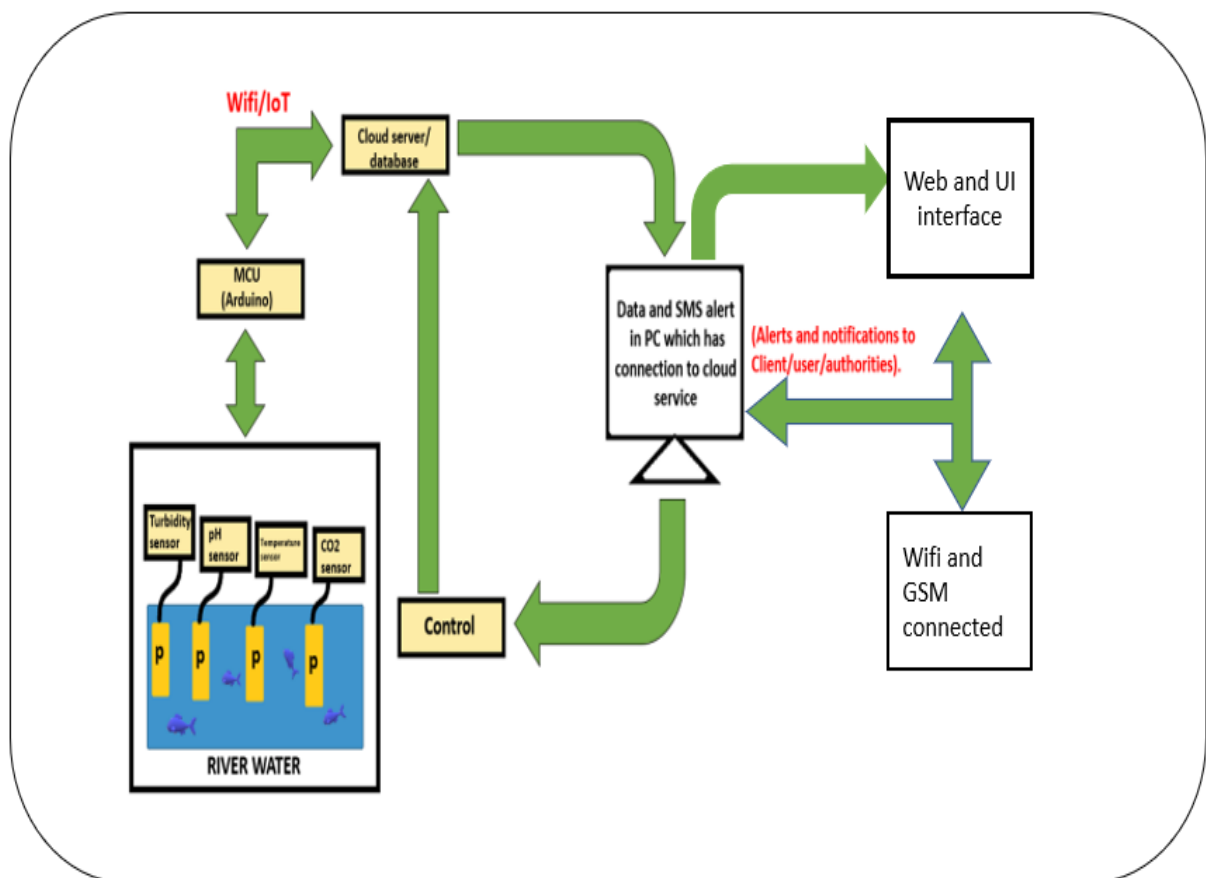 Wifi/IoT
Cloud server/
database
MCU
(Arduino)
Turbidity
sensor
pH
sensor
Temperature
sensor
CO2
sensor
P
P
P
P
RIVER WATER
Control
Data and SMS alert
in PC which has
connection to cloud
service
(Alerts and notifications to
Client/user/authorities).
Web and UI
interface
Wifi and
GSM
connected